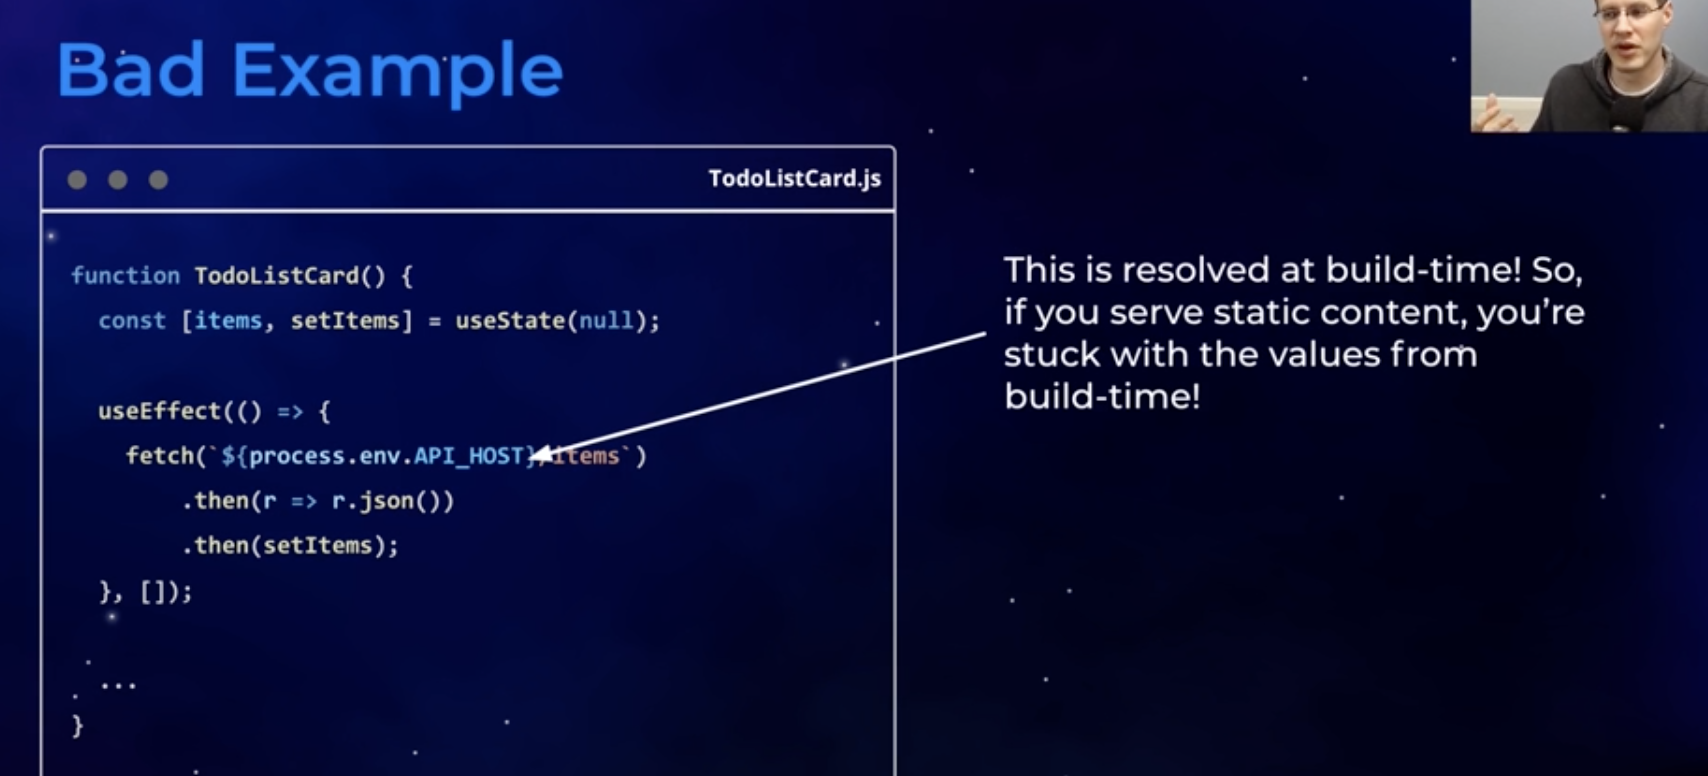 Bad Example
TodoListCard.js
function TodoListCard() {
const [items, setItems] = useState(null);
useEffect(() => {
fetch(`${process.env.API_HOST}/items`)
.then(r => r.json())
.then(setItems);
}, []);
...
}
This is resolved at build-time! So,
if you serve static content, you’re
stuck with the values from
build-time!